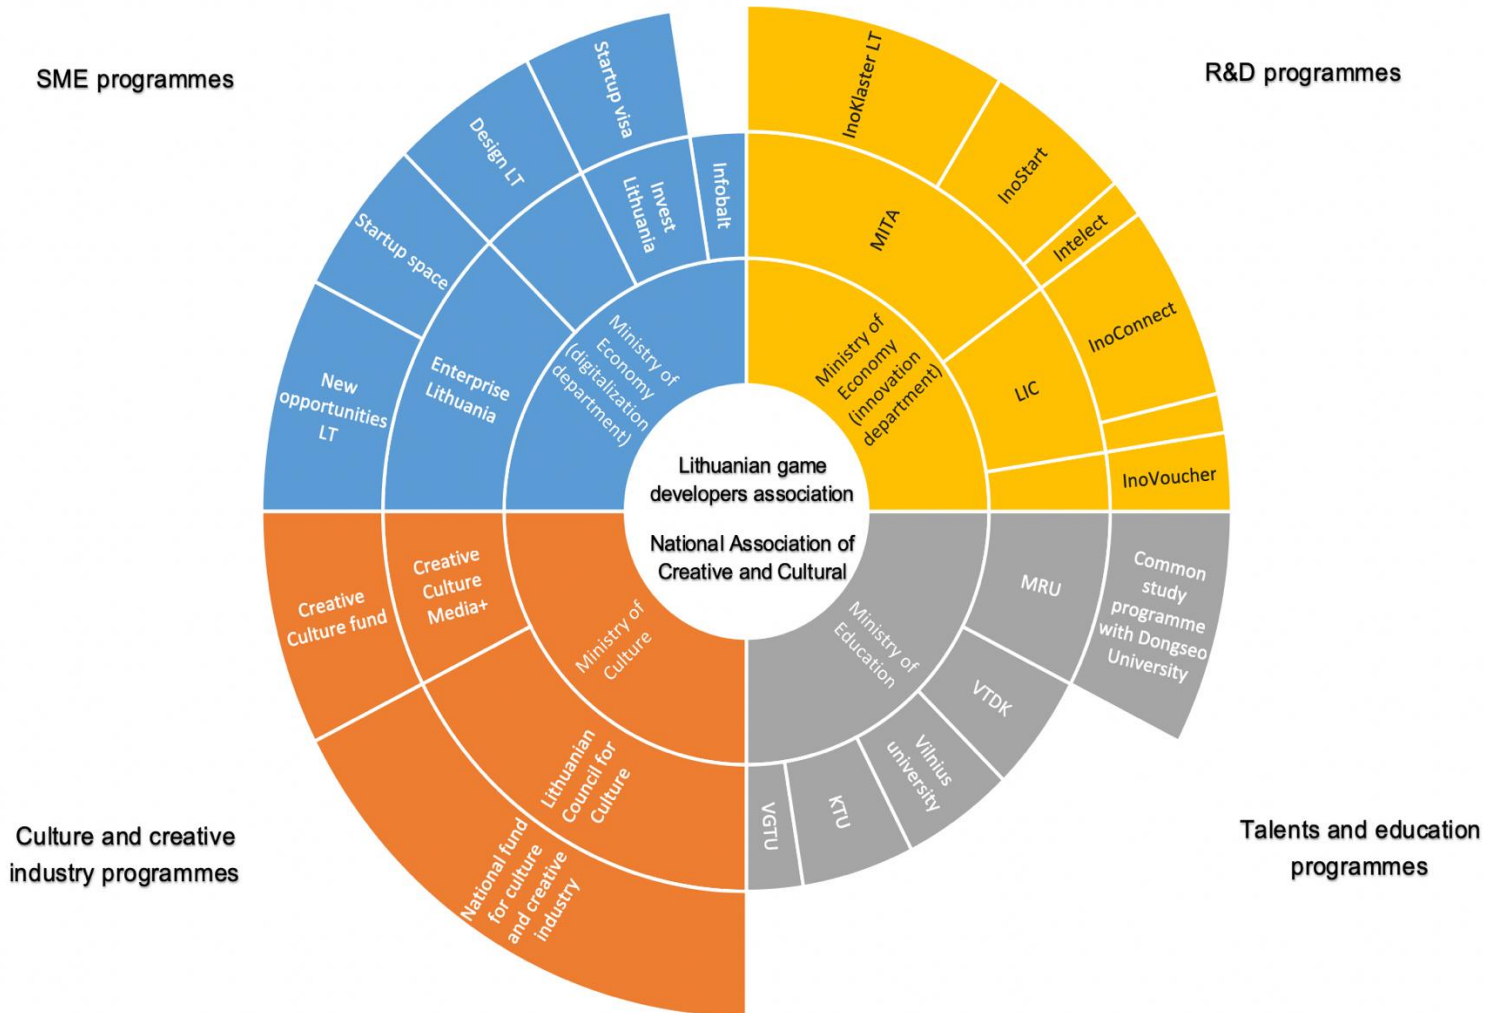 SME programmes
R&D programmes
Startup visa
Design LT
Startup space
New
opportunities
LT
Invest
Lithuania
Infobalt
Enterprise
Lithuania
Ministry of
Economy
(digitalization
department)
InoKlaster LT
InoStart
Intelect
InoConnect
InoVoucher
MITA
LIC
Ministry of
Economy
(innovation
department)
Lithuanian game
developers association
National Association of
Creative and Cultural
Creative
Culture fund
Creative
Culture
Media+
Ministry of
Culture
Lithuanian
Council for
Culture
National fund
for culture
and creative
industry
Ministry of
Education
MRU
VTDK
Vilnius
university
KTU
VGTU
Common
study
programme
with Dongseo
University
Culture and creative
industry programmes
Talents and education
programmes